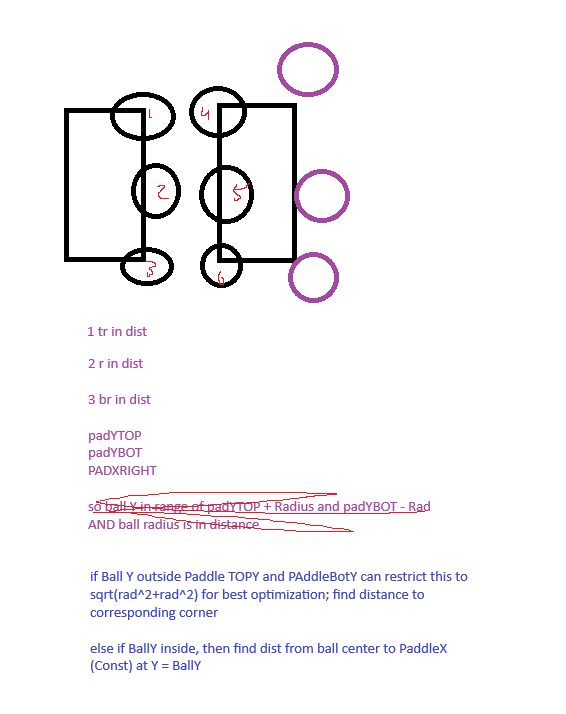 1
4
2
5
3
6
1 tr in dist
2 r in dist
3 br in dist
padYTOP
padYBOT
PADXRIGHT
so ball Y in range of padYTOP + Radius and padYBOT - Rad
AND ball radius is in distance
if Ball Y outside Paddle TOPY and PAddleBotY can restrict this to
sqrt(rad^2+rad^2) for best optimization; find distance to
corresponding corner
else if BallY inside, then find dist from ball center to PaddleX
(Const) at Y = BallY